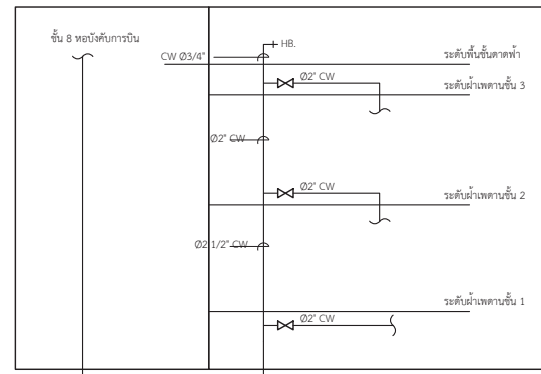 ชั้น 8 หอบังคับการบิน
HB.
CW Ø3/4"
ระดับพื้นชั้นดาดฟ้า
Ø2" CW
ระดับฝ้าเพดานชั้น 3
Ø2" CW
Ø2" CW
ระดับฝ้าเพดานชั้น 2
Ø2 1/2" CW
ระดับฝ้าเพดานชั้น 1
Ø2" CW